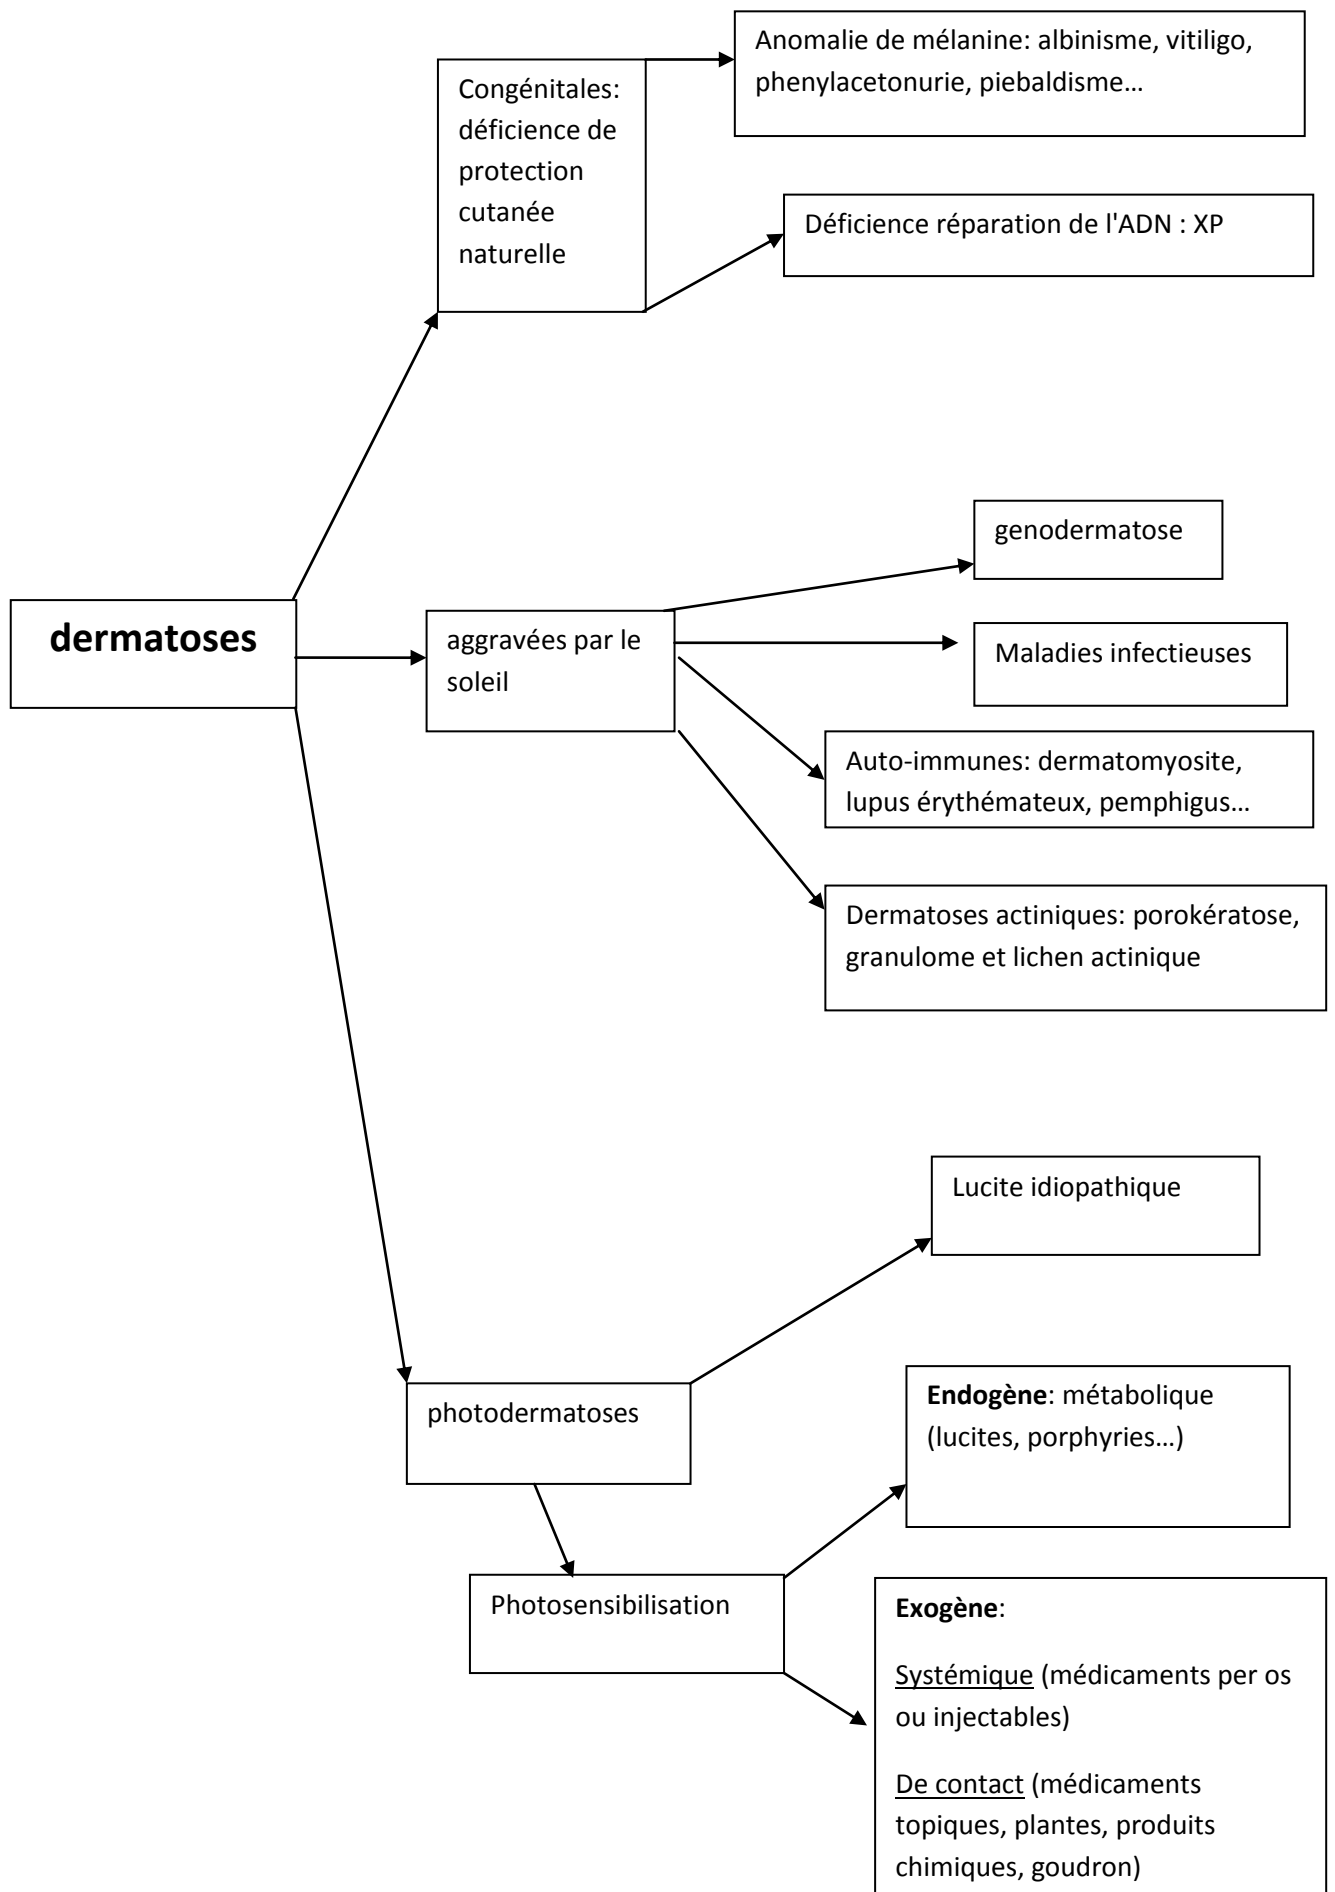 Anomalie de mélanine: albinisme, vitiligo,
phenylacetonurie, piebaldisme…
Congénitales:
déficience de
protection
cutanée
naturelle
Déficience réparation de l'ADN : XP
genodermatose
dermatoses
aggravées par le
soleil
Maladies infectieuses
Auto-immunes: dermatomyosite,
lupus érythémateux, pemphigus…
Dermatoses actiniques: porokératose,
granulome et lichen actinique
Lucite idiopathique
photodermatoses
Endogène: métabolique
(lucites, porphyries…)
Photosensibilisation
Exogène:
Systémique (médicaments per os
ou injectables)
De contact (médicaments
topiques, plantes, produits
chimiques, goudron)